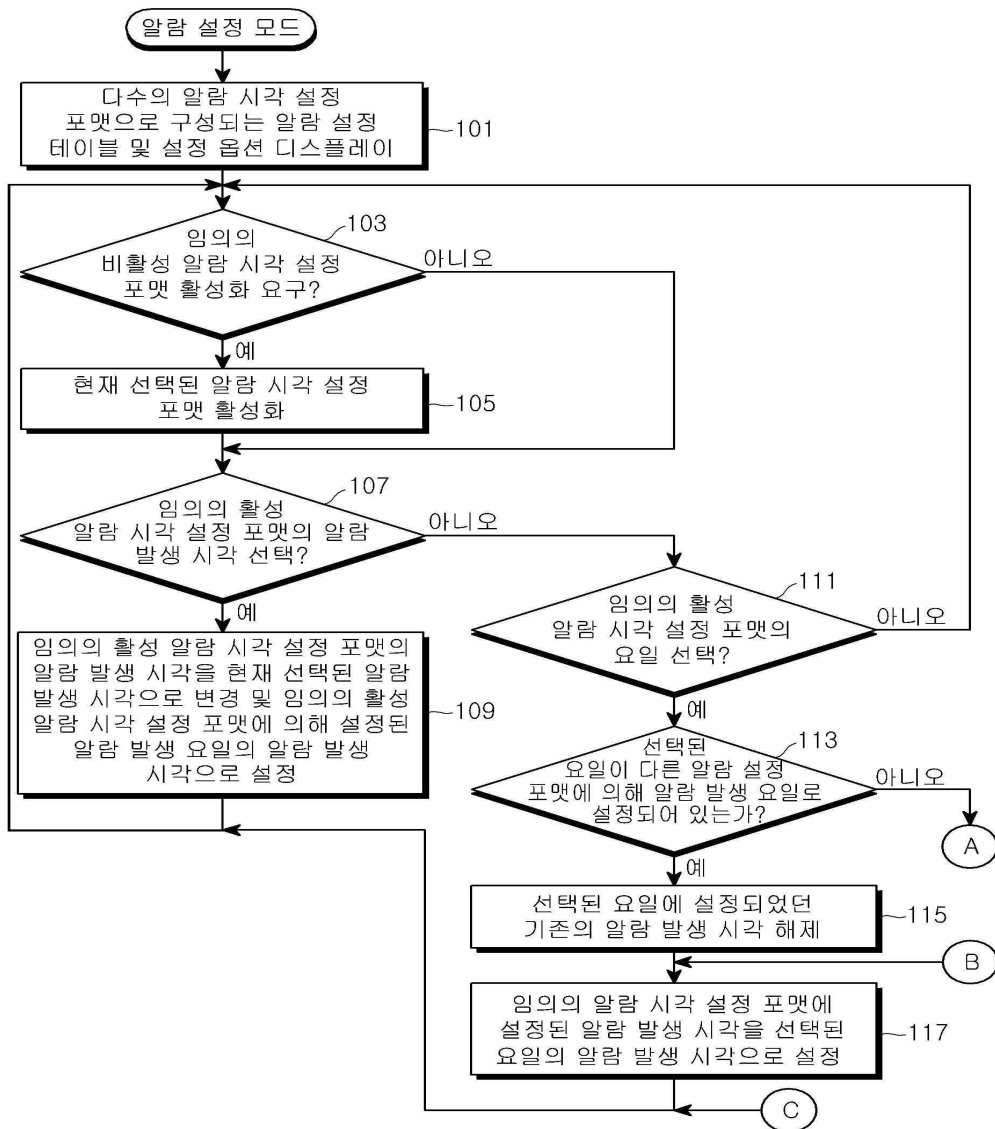 알람 설정 모드
다수의 알람 시각 설정
포맷으로 구성되는 알람 설정
테이블 및 설정 옵션 디스플레이
101
103
임의의
비활성 알람 시각 설정
포맷 활성화 요구?
아니오
예
현재 선택된 알람 시각 설정
포맷 활성화
105
107
임의의 활성
알람 시각 설정 포맷의 알람
발생 시각 선택?
아니오
예
임의의 활성 알람 시각 설정 포맷의
알람 발생 시각을 현재 선택된 알람
발생 시각으로 변경 및 임의의 활성
알람 시각 설정 포맷에 의해 설정된
알람 발생 요일의 알람 발생
시각으로 설정
109
111
임의의 활성
알람 시각 설정 포맷의
요일 선택?
아니오
예
113
선택된
요일이 다른 알람 설정
포맷에 의해 알람 발생 요일로
설정되어 있는가?
아니오
A
예
선택된 요일에 설정되었던
기존의 알람 발생 시각 해제
115
B
임의의 알람 시각 설정 포맷에
설정된 알람 발생 시각을 선택된
요일의 알람 발생 시각으로 설정
117
C